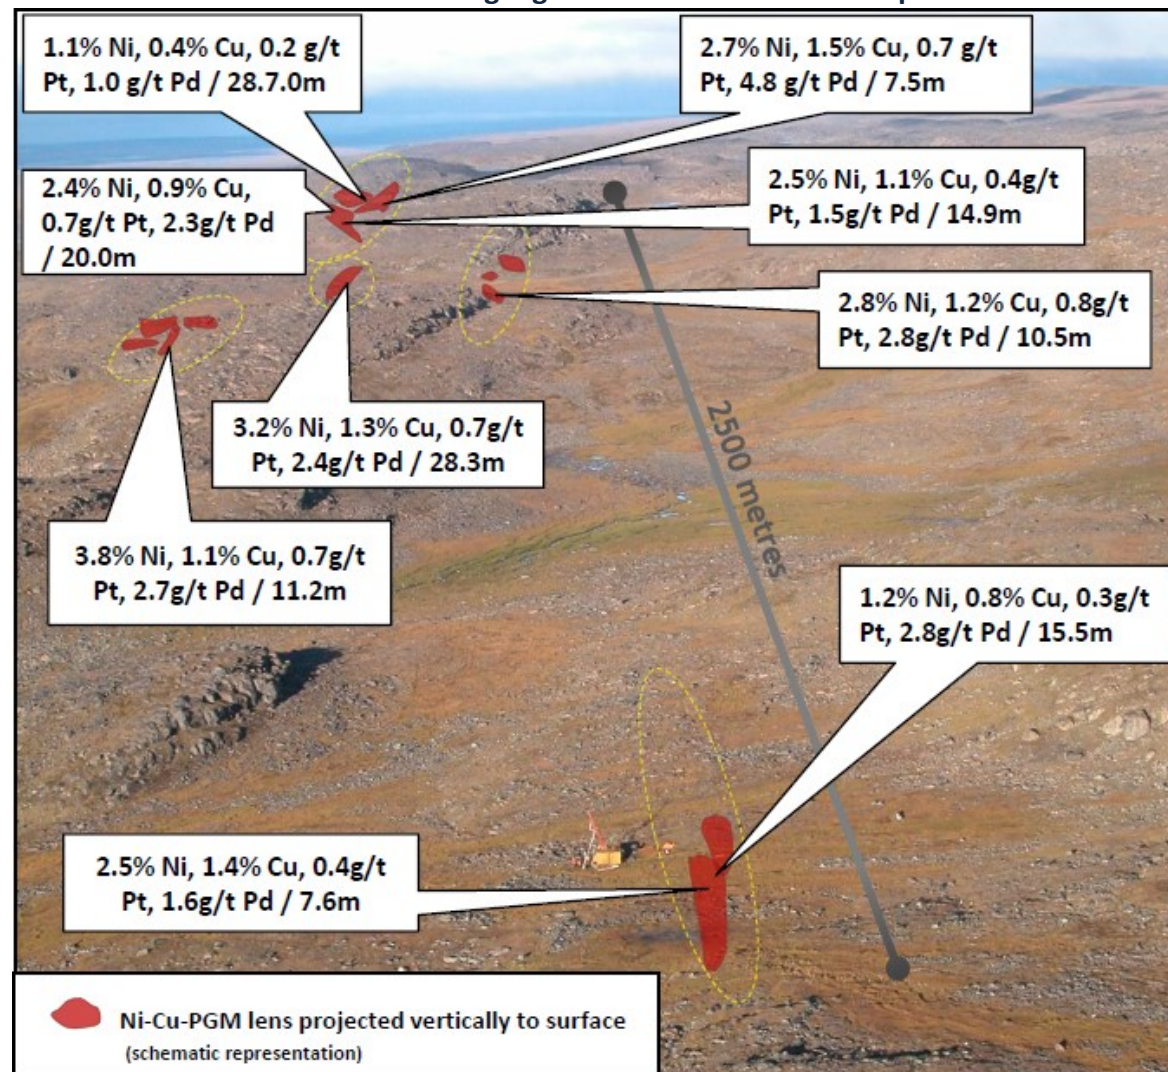 1.1% Ni, 0.4% Cu, 0.2 g/t
Pt, 1.0 g/t Pd / 28.7.0m
2.7% Ni, 1.5% Cu, 0.7 g/t
Pt, 4.8 g/t Pd / 7.5m
2.4% Ni, 0.9% Cu,
0.7g/t Pt, 2.3g/t Pd
/ 20.0m
2.5% Ni, 1.1% Cu, 0.4g/t
Pt, 1.5g/t Pd / 14.9m
2.8% Ni, 1.2% Cu, 0.8g/t
Pt, 2.8g/t Pd / 10.5m
3.2% Ni, 1.3% Cu, 0.7g/t
Pt, 2.4g/t Pd / 28.3m
2500 metres
3.8% Ni, 1.1% Cu, 0.7g/t
Pt, 2.7g/t Pd / 11.2m
1.2% Ni, 0.8% Cu, 0.3g/t
Pt, 2.8g/t Pd / 15.5m
2.5% Ni, 1.4% Cu, 0.4g/t
Pt, 1.6g/t Pd / 7.6m
Ni-Cu-PGM lens projected vertically to surface
(schematic representation)